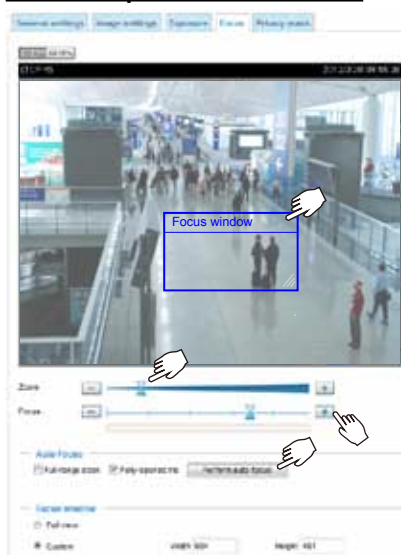 General settings Image settings Exposure Focus Privacy mask
Focus window
Zoom
Focus
Auto Focus
Full-range scan Fully-opened iris Perform auto focus
Focus window
Full view
Custom Width Height